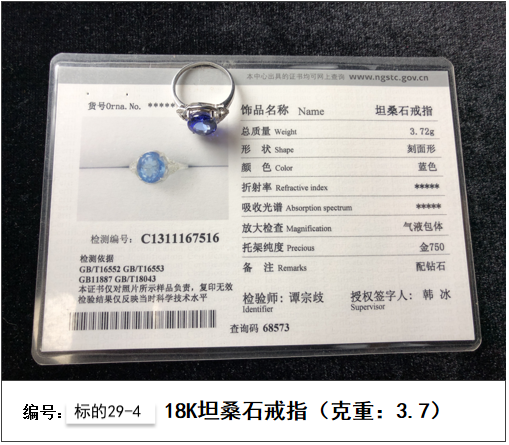 本中心出具的证书均可网上查询 www.ngstc.gov.cn
货号Orna.No. *****
饰品名称 Name 坦桑石戒指
总质量 Weight 3.72g
形 状 Shape 刻面形
颜 色 Color 蓝色
折射率 Refractive index *****
吸收光谱 Absorption spectrum *****
放大检查 Magnification 气液包体
托架纯度 Precious 金750
备 注 Remarks 配钻石
检测编号: C1311167516
检测依据
GB/T16552 GB/T16553
GB11887 GB/T18043
本证书仅对照片所示样品负责,复印无效
检验结果仅反映当时科学技术水平
检验师: 谭宗歧 授权签字人: 韩 冰
Identifier Supervisor
查询码 68573
编号: 标的29-4 18K坦桑石戒指(克重:3.7)